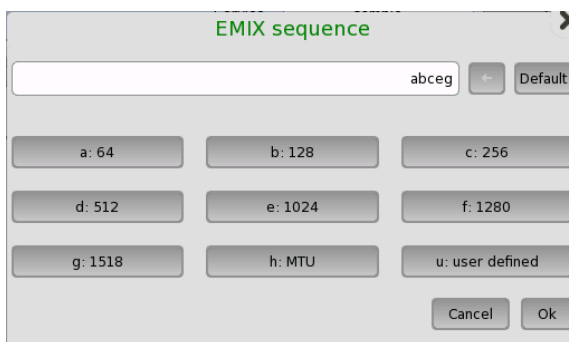 EMIX sequence
abceg ← Default
a: 64 b: 128 c: 256
d: 512 e: 1024 f: 1280
g: 1518 h: MTU u: user defined
Cancel Ok